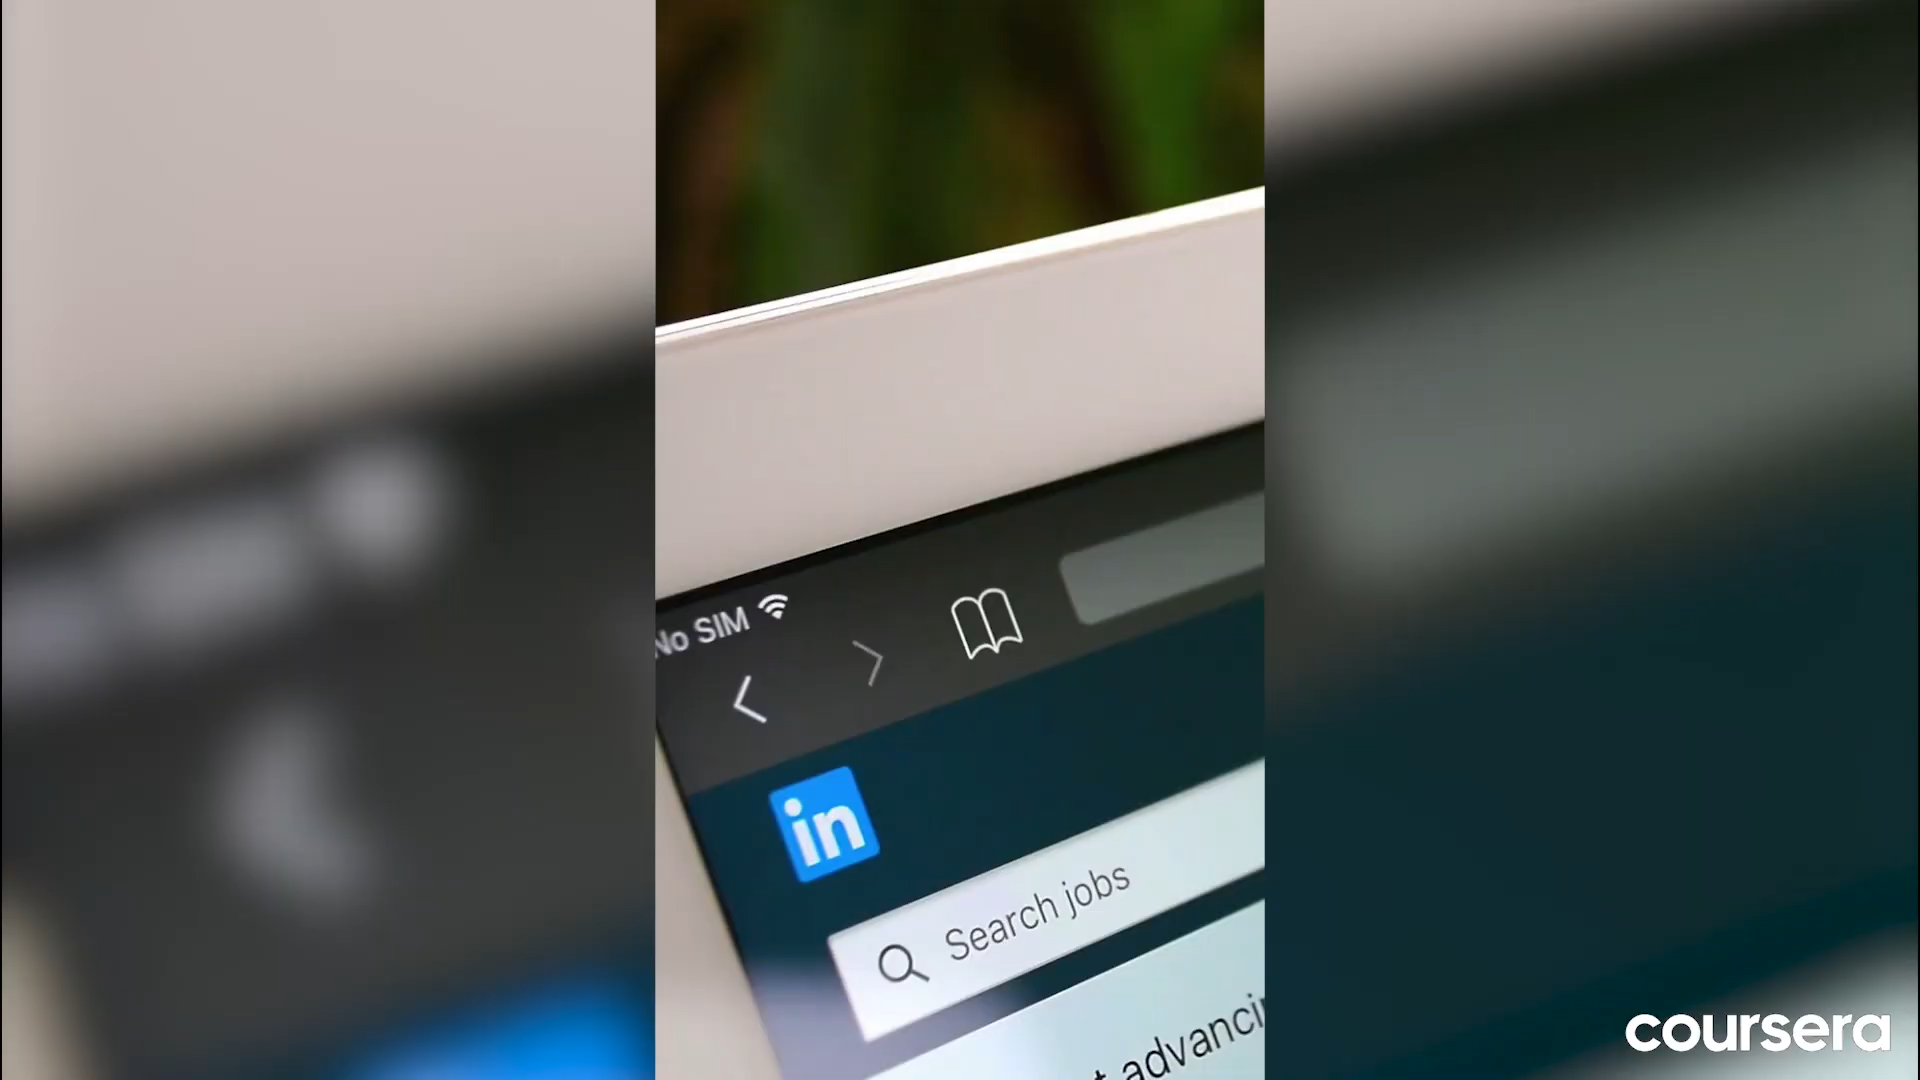 No SIM
in
Search jobs
advanci
coursera